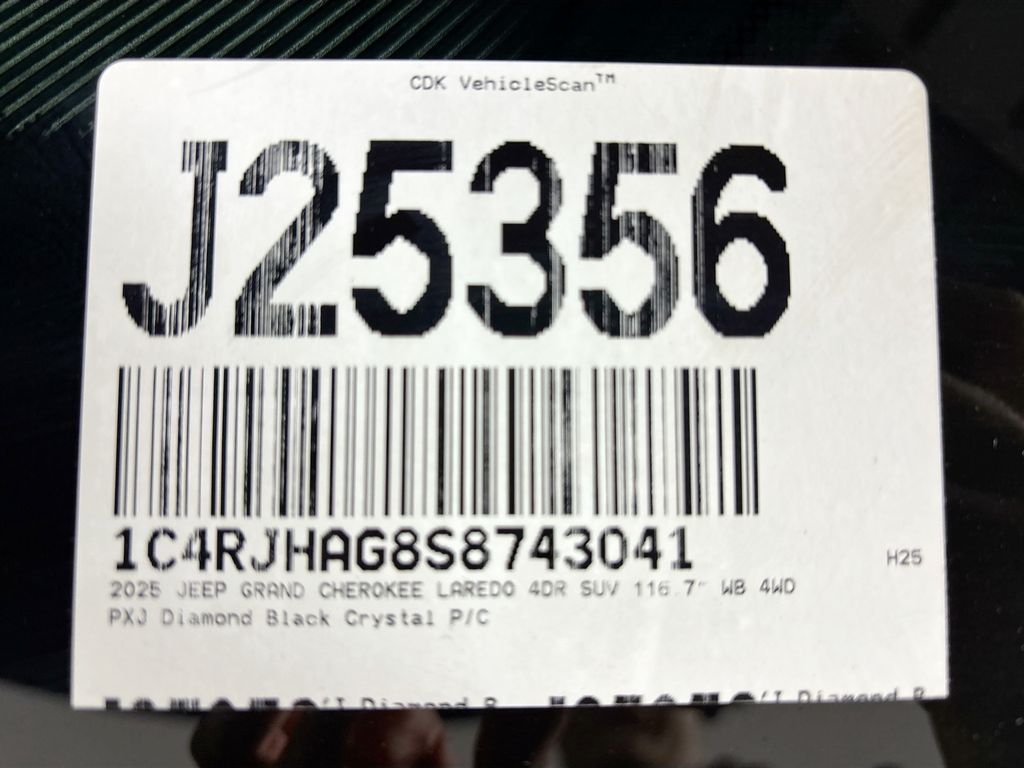 CDK VehicleScan™
J25356
1C4RJHAG8S8743041
H25
2025 JEEP GRAND CHEROKEE LAREDO 4DR SUV 116.7" WB 4WD
PXJ Diamond Black Crystal P/C